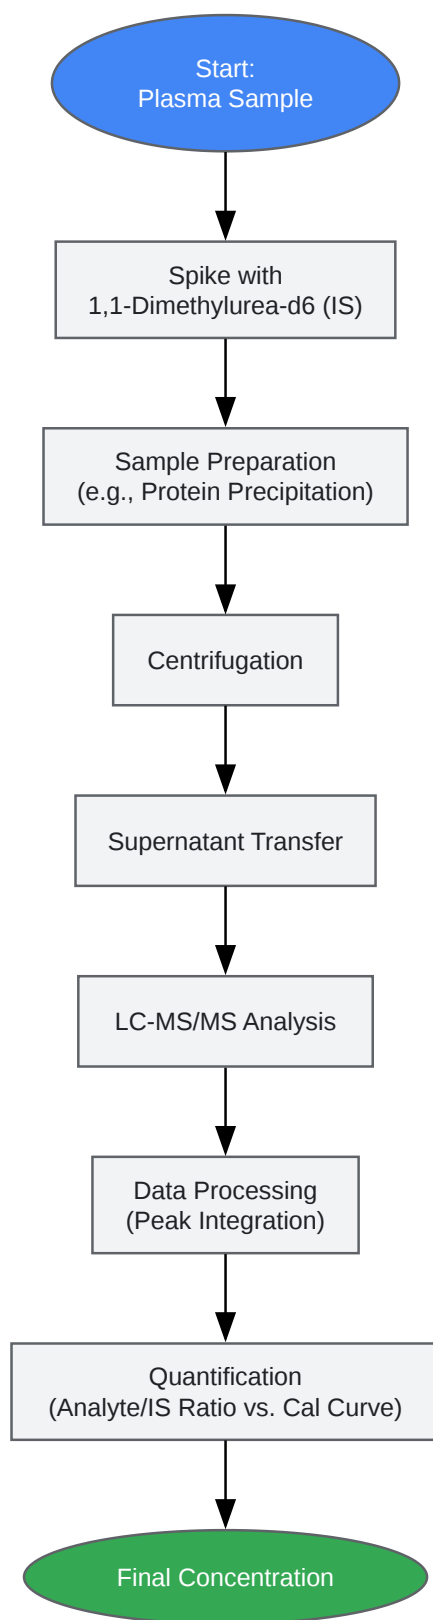 Start:
Plasma Sample
Spike with
1,1-Dimethylurea-d6 (IS)
Sample Preparation
(e.g., Protein Precipitation)
Centrifugation
Supernatant Transfer
LC-MS/MS Analysis
Data Processing
(Peak Integration)
Quantification
(Analyte/IS Ratio vs. Cal Curve)
Final Concentration